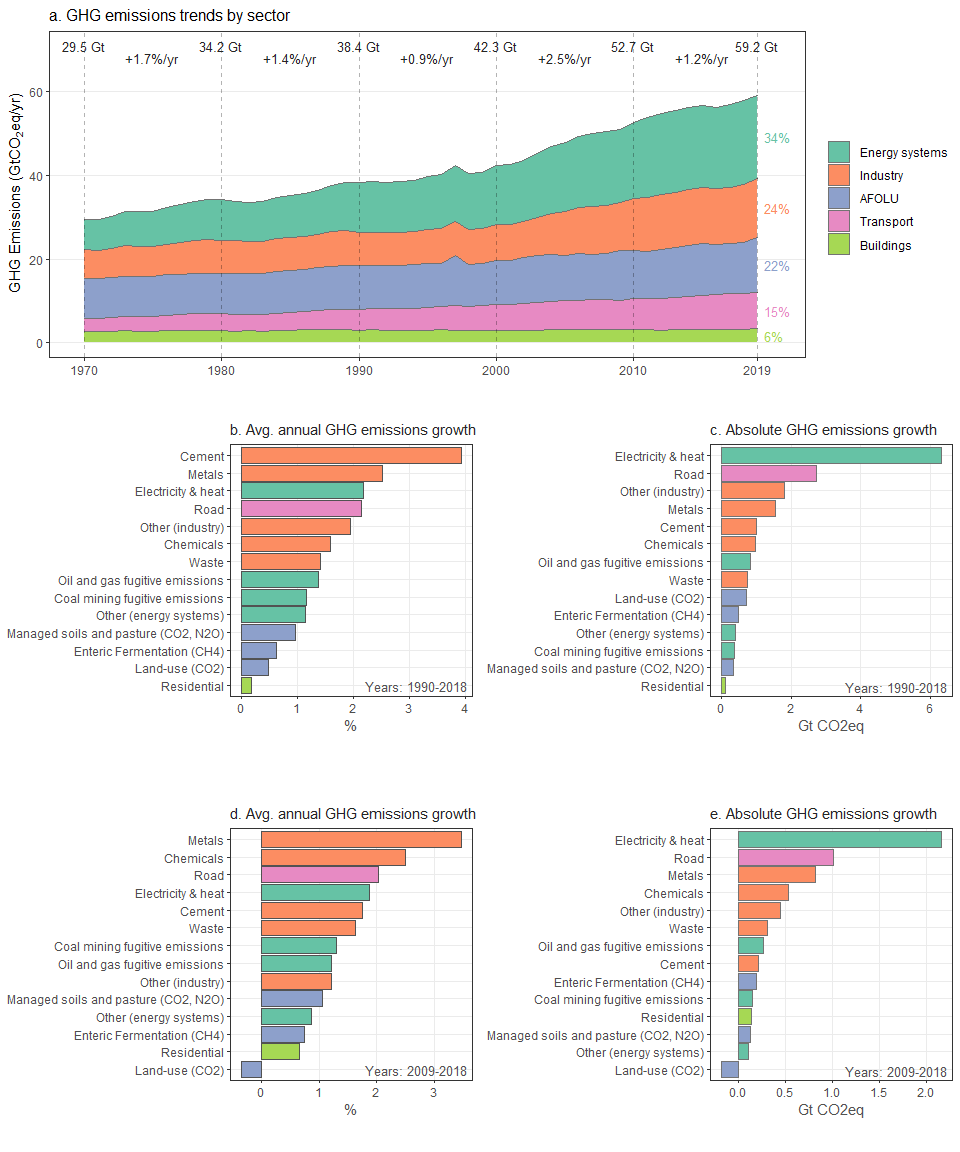 a. GHG emissions trends by sector
29.5 Gt 34.2 Gt 38.4 Gt 42.3 Gt 52.7 Gt 59.2 Gt
+1.7%/yr +1.4%/yr +0.9%/yr +2.5%/yr +1.2%/yr
GHG Emissions (GtCO₂eq/yr)
60
40
20
0
34%
24%
22%
15%
6%
1970 1980 1990 2000 2010 2019
Energy systems
Industry
AFOLU
Transport
Buildings
b. Avg. annual GHG emissions growth
Cement
Metals
Electricity & heat
Road
Other (industry)
Chemicals
Waste
Oil and gas fugitive emissions
Coal mining fugitive emissions
Other (energy systems)
Managed soils and pasture (CO2, N2O)
Enteric Fermentation (CH4)
Land-use (CO2)
Residential
Years: 1990-2018
0 1 2 3 4
%
c. Absolute GHG emissions growth
Electricity & heat
Road
Other (industry)
Metals
Cement
Chemicals
Oil and gas fugitive emissions
Waste
Land-use (CO2)
Enteric Fermentation (CH4)
Other (energy systems)
Coal mining fugitive emissions
Managed soils and pasture (CO2, N2O)
Residential
Years: 1990-2018
0 2 4 6
Gt CO2eq
d. Avg. annual GHG emissions growth
Metals
Chemicals
Road
Electricity & heat
Cement
Waste
Coal mining fugitive emissions
Oil and gas fugitive emissions
Other (industry)
Managed soils and pasture (CO2, N2O)
Other (energy systems)
Enteric Fermentation (CH4)
Residential
Land-use (CO2)
Years: 2009-2018
0 1 2 3
%
e. Absolute GHG emissions growth
Electricity & heat
Road
Metals
Chemicals
Other (industry)
Waste
Oil and gas fugitive emissions
Cement
Enteric Fermentation (CH4)
Coal mining fugitive emissions
Residential
Managed soils and pasture (CO2, N2O)
Other (energy systems)
Land-use (CO2)
Years: 2009-2018
0.0 0.5 1.0 1.5 2.0
Gt CO2eq